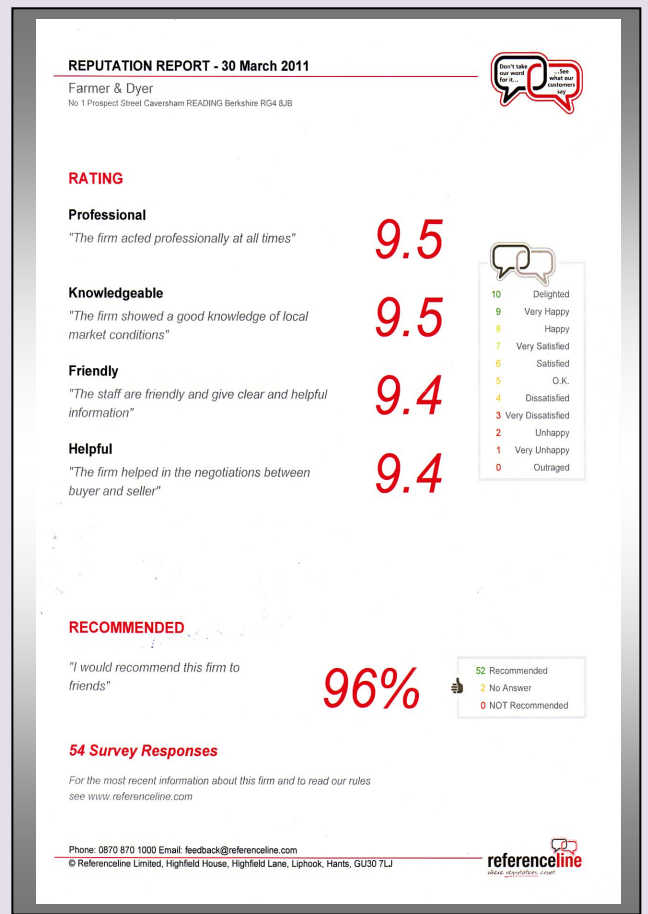 REPUTATION REPORT - 30 March 2011
Farmer & Dyer
No 1 Prospect Street Caversham READING Berkshire RG4 8JB
Don't take
our word
for it...
...See
what our
customers
say
RATING
Professional
"The firm acted professionally at all times"
9.5
Knowledgeable
"The firm showed a good knowledge of local
market conditions"
9.5
Friendly
"The staff are friendly and give clear and helpful
information"
9.4
Helpful
"The firm helped in the negotiations between
buyer and seller"
9.4
10 Delighted
9 Very Happy
8 Happy
7 Very Satisfied
6 Satisfied
5 O.K.
4 Dissatisfied
3 Very Dissatisfied
2 Unhappy
1 Very Unhappy
0 Outraged
RECOMMENDED
"I would recommend this firm to
friends"
96%
52 Recommended
2 No Answer
0 NOT Recommended
54 Survey Responses
For the most recent information about this firm and to read our rules
see www.referenceline.com
Phone: 0870 870 1000 Email: feedback@referenceline.com
© Referenceline Limited, Highfield House, Highfield Lane, Liphook, Hants, GU30 7LJ
referenceline
where reputations count